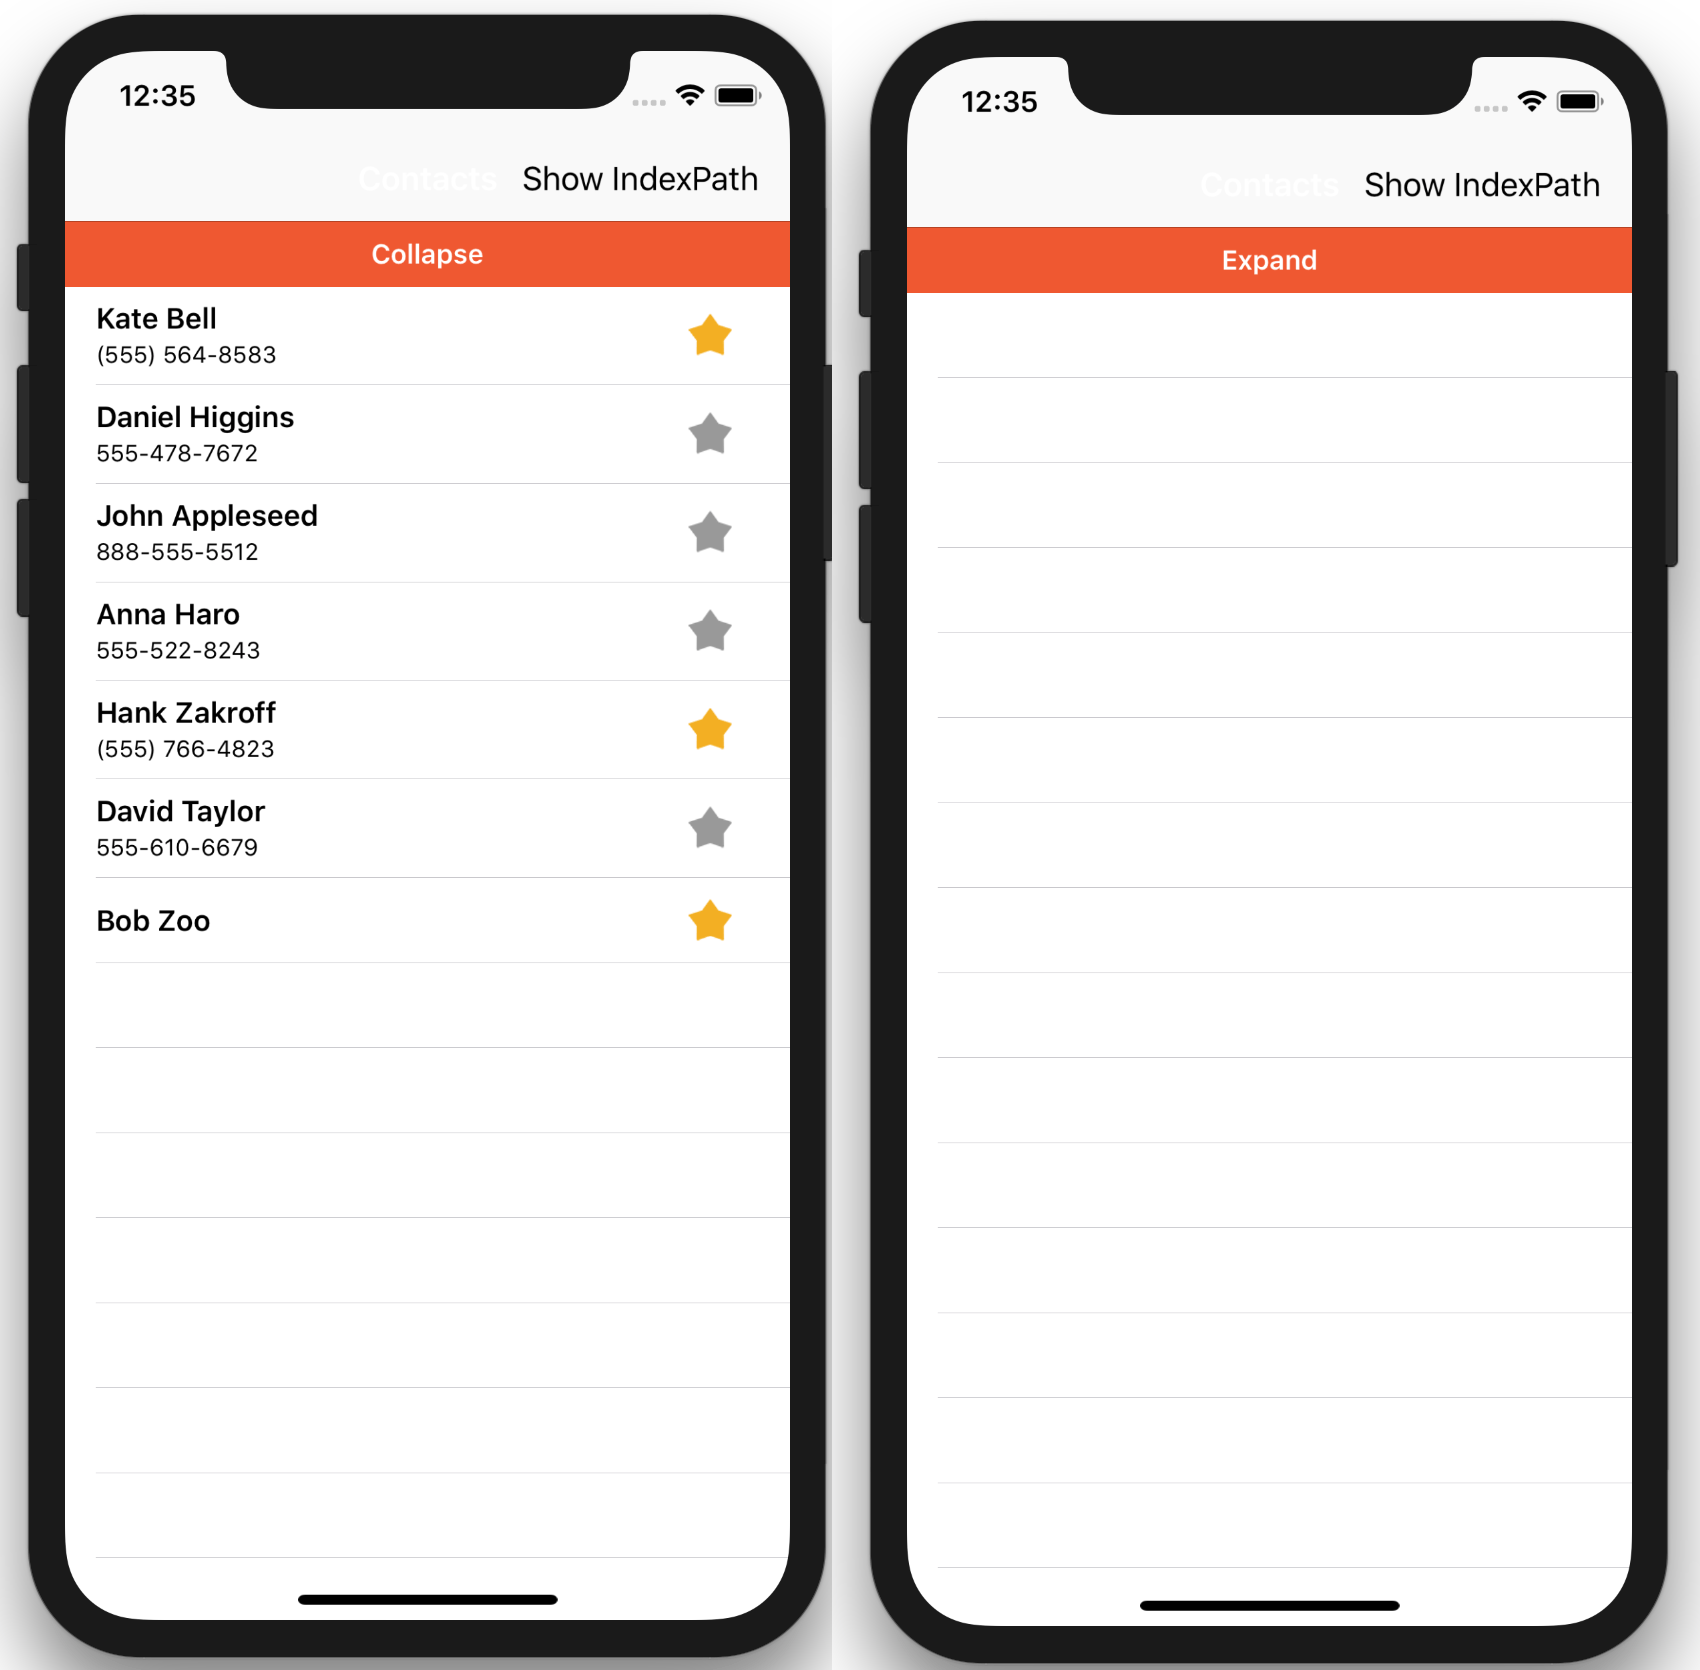 12:35
Contacts Show IndexPath
Collapse
Kate Bell
(555) 564-8583
Daniel Higgins
555-478-7672
John Appleseed
888-555-5512
Anna Haro
555-522-8243
Hank Zakroff
(555) 766-4823
David Taylor
555-610-6679
Bob Zoo
12:35
Contacts Show IndexPath
Expand